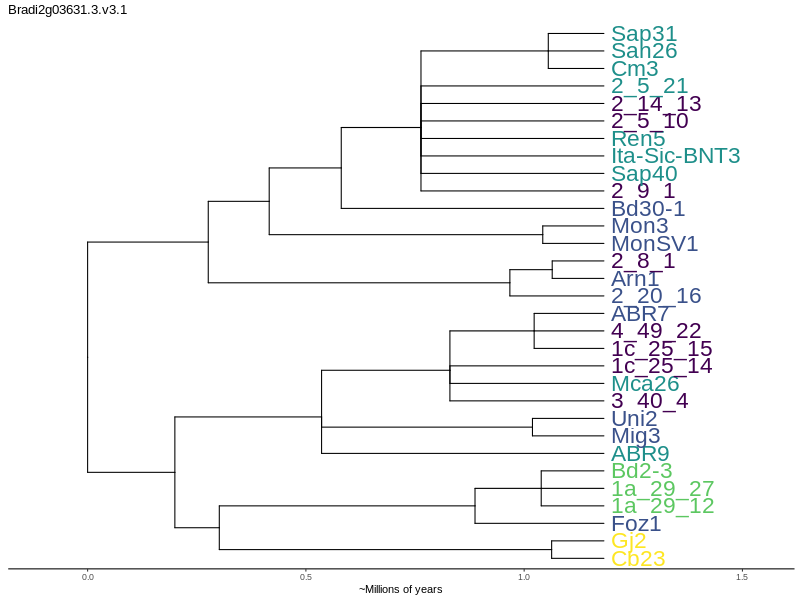 Bradi2g03631.3.v3.1
Sap31
Sah26
Cm3
2_5_21
2_14_13
2_5_10
Ren5
Ita-Sic-BNT3
Sap40
2_9_1
Bd30-1
Mon3
MonSV1
2_8_1
Arn1
2_20_16
ABR7
4_49_22
1c_25_15
1c_25_14
Mca26
3_40_4
Uni2
Mig3
ABR9
Bd2-3
1a_29_27
1a_29_12
Foz1
Gj2
Cb23
0.0 0.5 1.0 1.5
~Millions of years